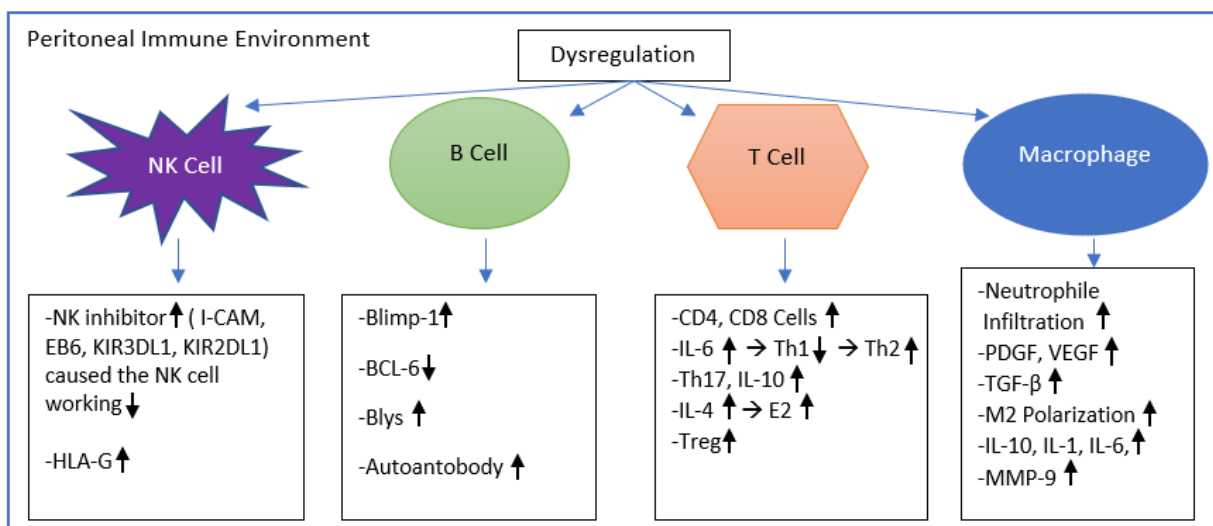 Peritoneal Immune Environment
Dysregulation
NK Cell
B Cell
T Cell
Macrophage
-NK inhibitor↑ ( I-CAM,
EB6, KIR3DL1, KIR2DL1)
caused the NK cell
working↓
-HLA-G↑
-Blimp-1↑
-BCL-6↓
-Blys ↑
-Autoantobody ↑
-CD4, CD8 Cells ↑
-IL-6 ↑ → Th1↓ → Th2↑
-Th17, IL-10 ↑
-IL-4 ↑ → E2 ↑
-Treg↑
-Neutrophile
Infiltration ↑
-PDGF, VEGF ↑
-TGF-β ↑
-M2 Polarization ↑
-IL-10, IL-1, IL-6,↑
-MMP-9 ↑